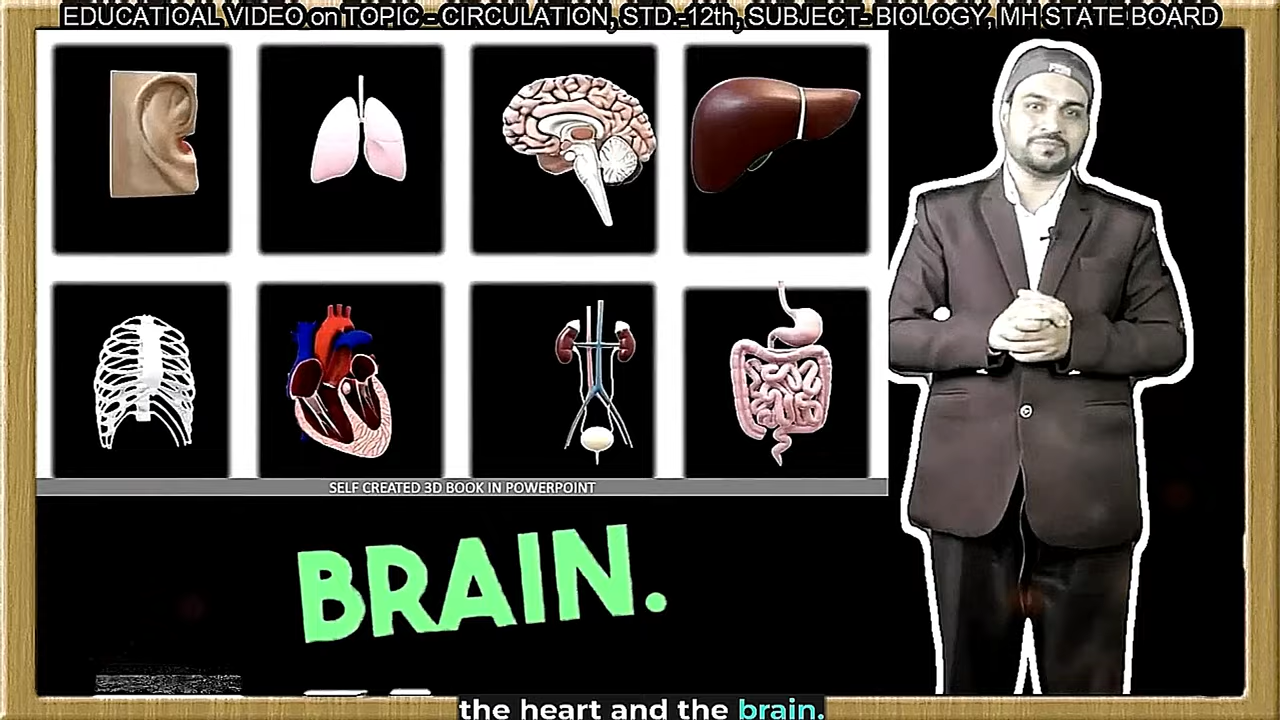 EDUCATIOAL VIDEO on TOPIC - CIRCULATION, STD.-12th, SUBJECT- BIOLOGY, MH STATE BOARD
SELF CREATED 3D BOOK IN POWERPOINT
BRAIN.
the heart and the brain.